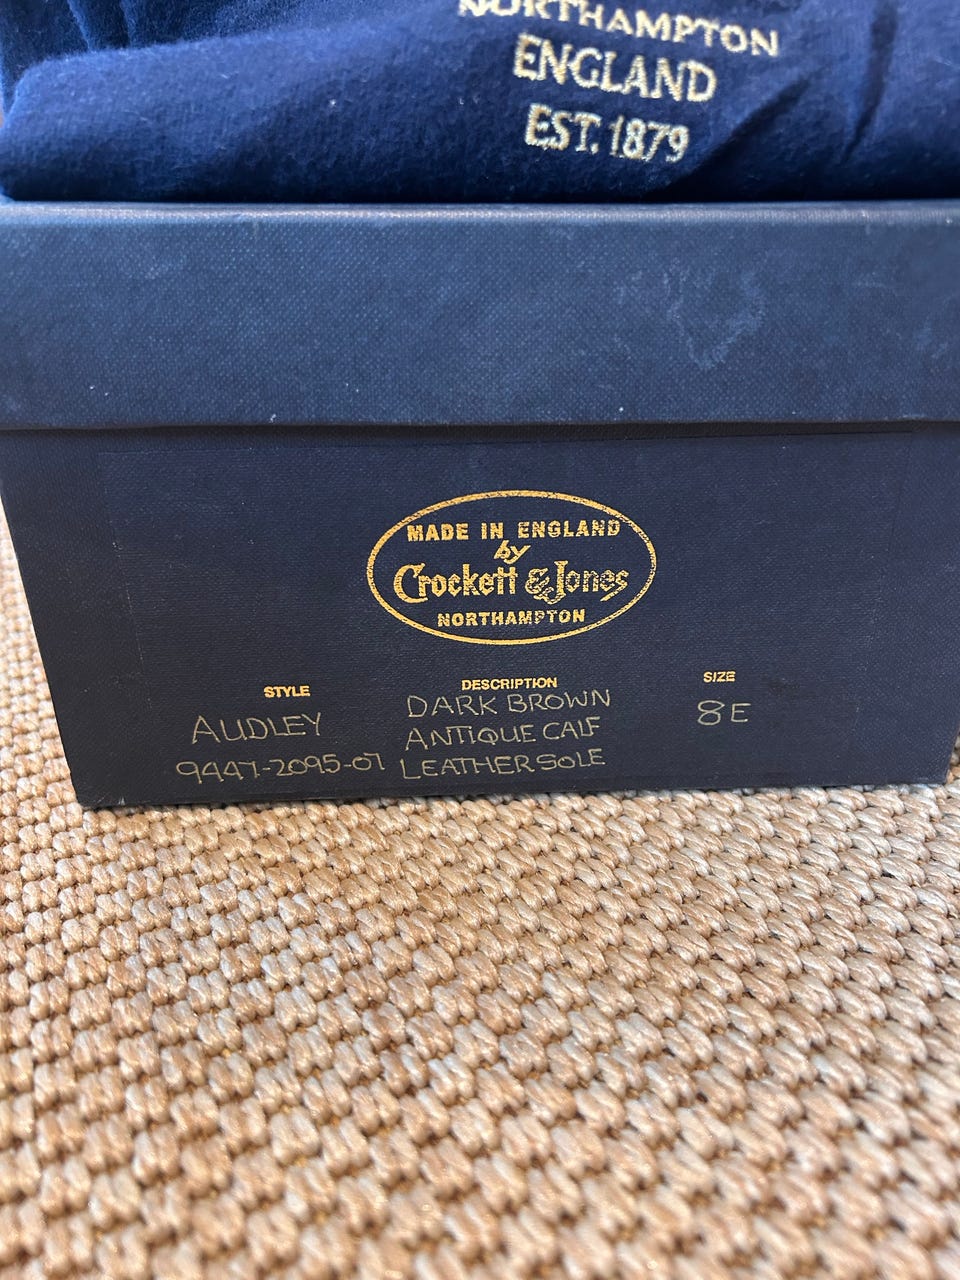 NORTHAMPTON
ENGLAND
EST. 1879
MADE IN ENGLAND
by
Crockett & Jones
NORTHAMPTON
STYLE DESCRIPTION SIZE
AUDLEY DARK BROWN 8E
9447-2095-07 ANTIQUE CALF
LEATHER SOLE